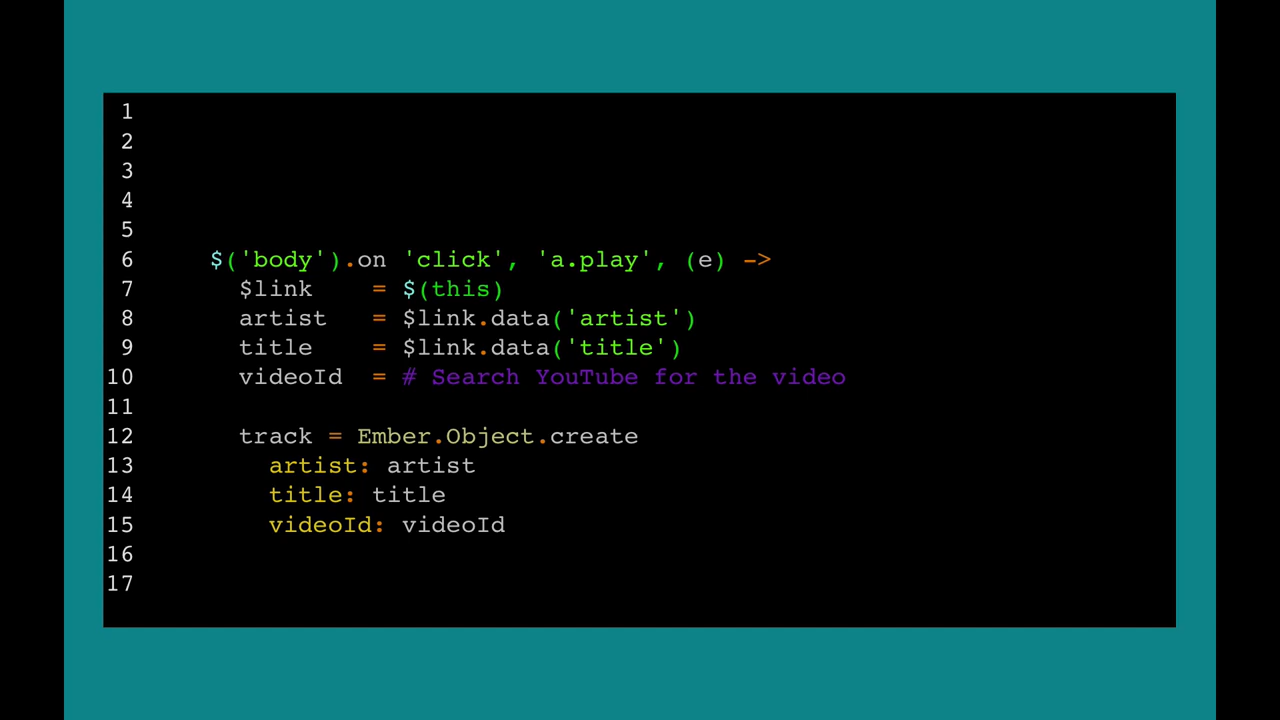 1
2
3
4
5
6 $('body').on 'click', 'a.play', (e) ->
7 $link = $(this)
8 artist = $link.data('artist')
9 title = $link.data('title')
10 videoId = # Search YouTube for the video
11
12 track = Ember.Object.create
13 artist: artist
14 title: title
15 videoId: videoId
16
17